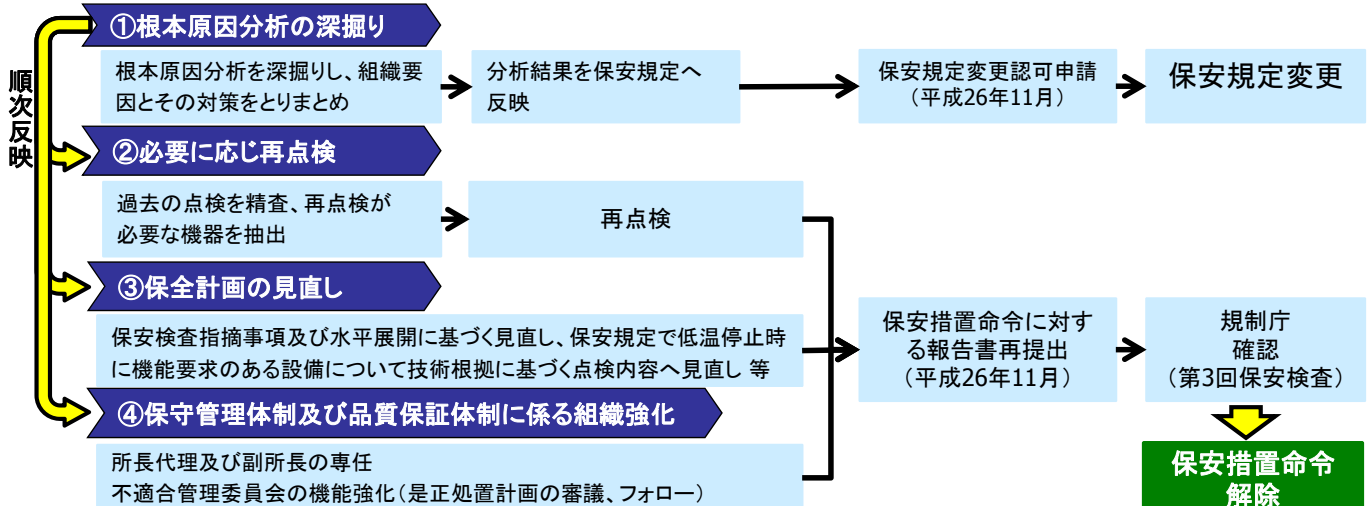 順次反映
①根本原因分析の深掘り
根本原因分析を深掘りし、組織要
因とその対策をとりまとめ
分析結果を保安規定へ
反映
保安規定変更認可申請
（平成26年11月）
保安規定変更
②必要に応じ再点検
過去の点検を精査、再点検が
必要な機器を抽出
再点検
③保全計画の見直し
保安検査指摘事項及び水平展開に基づく見直し、保安規定で低温停止時
に機能要求のある設備について技術根拠に基づく点検内容へ見直し 等
④保守管理体制及び品質保証体制に係る組織強化
所長代理及び副所長の専任
不適合管理委員会の機能強化（是正処置計画の審議、フォロー）
保安措置命令に対す
る報告書再提出
（平成26年11月）
規制庁
確認
（第3回保安検査）
保安措置命令
解除